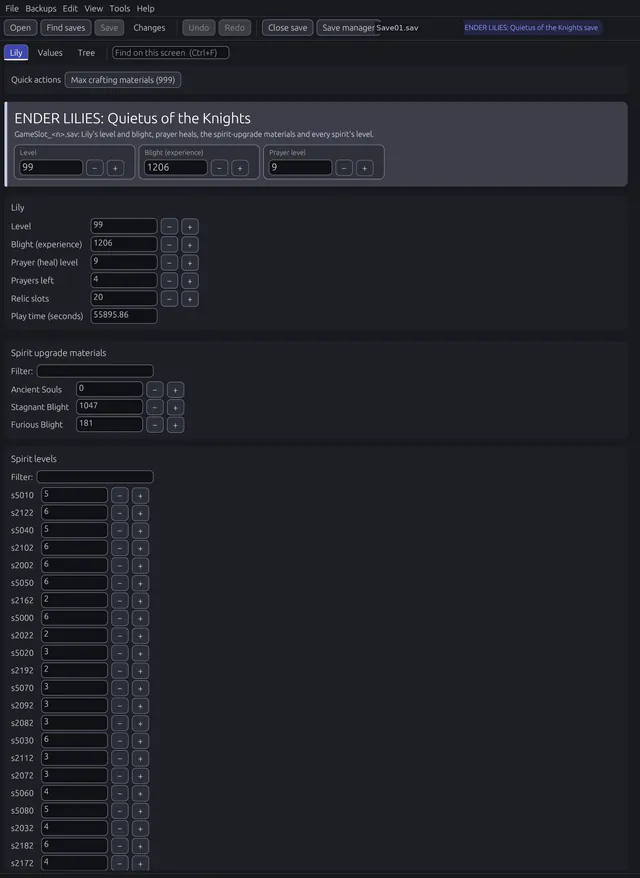 File Backups Edit View Tools Help
Open Find saves Save Changes Undo Redo Close save Save manager Save01.sav ENDER LILIES: Quietus of the Knights save
Lily Values Tree Find on this screen (Ctrl+F)
Quick actions Max crafting materials (999)
ENDER LILIES: Quietus of the Knights
GameSlot_<n>.sav: Lily's level and blight, prayer heals, the spirit-upgrade materials and every spirit's level.
Level Blight (experience) Prayer level
99 − + 1206 − + 9 − +
Lily
Level 99 − +
Blight (experience) 1206 − +
Prayer (heal) level 9 − +
Prayers left 4 − +
Relic slots 20 − +
Play time (seconds) 55895.86
Spirit upgrade materials
Filter:
Ancient Souls 0 − +
Stagnant Blight 1047 − +
Furious Blight 181 − +
Spirit levels
Filter:
s5010 5 − +
s2122 6 − +
s5040 5 − +
s2102 6 − +
s2002 6 − +
s5050 6 − +
s2162 2 − +
s5000 6 − +
s2022 2 − +
s5020 3 − +
s2192 2 − +
s5070 3 − +
s2092 3 − +
s2082 3 − +
s5030 6 − +
s2112 3 − +
s2072 3 − +
s5060 4 − +
s5080 5 − +
s2032 4 − +
s2182 6 − +
s2172 4 − +